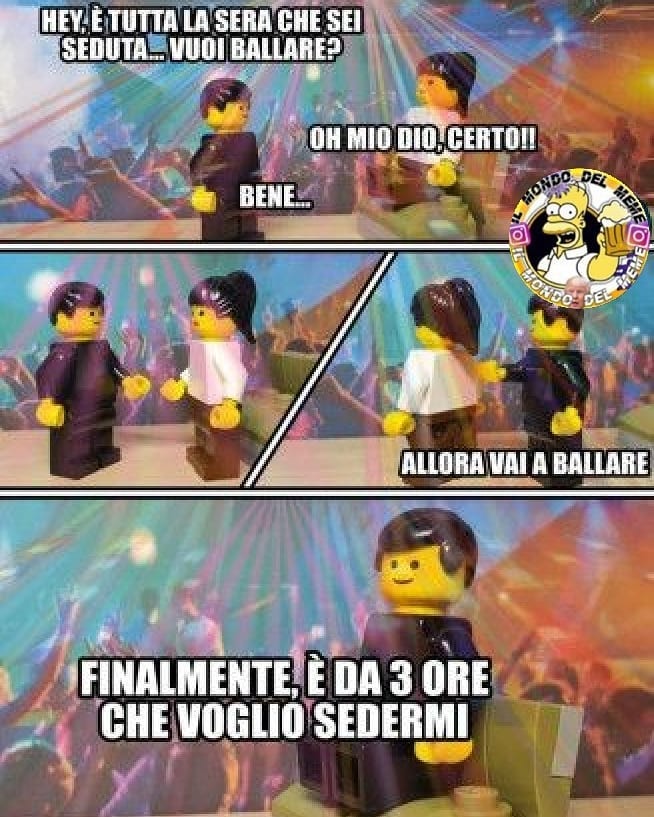 HEY, È TUTTA LA SERA CHE SEI
SEDUTA... VUOI BALLARE?
OH MIO DIO, CERTO!!
BENE...
IL MONDO DEL MEME
IL MONDO DEL MEME
ALLORA VAI A BALLARE
FINALMENTE, È DA 3 ORE
CHE VOGLIO SEDERMI